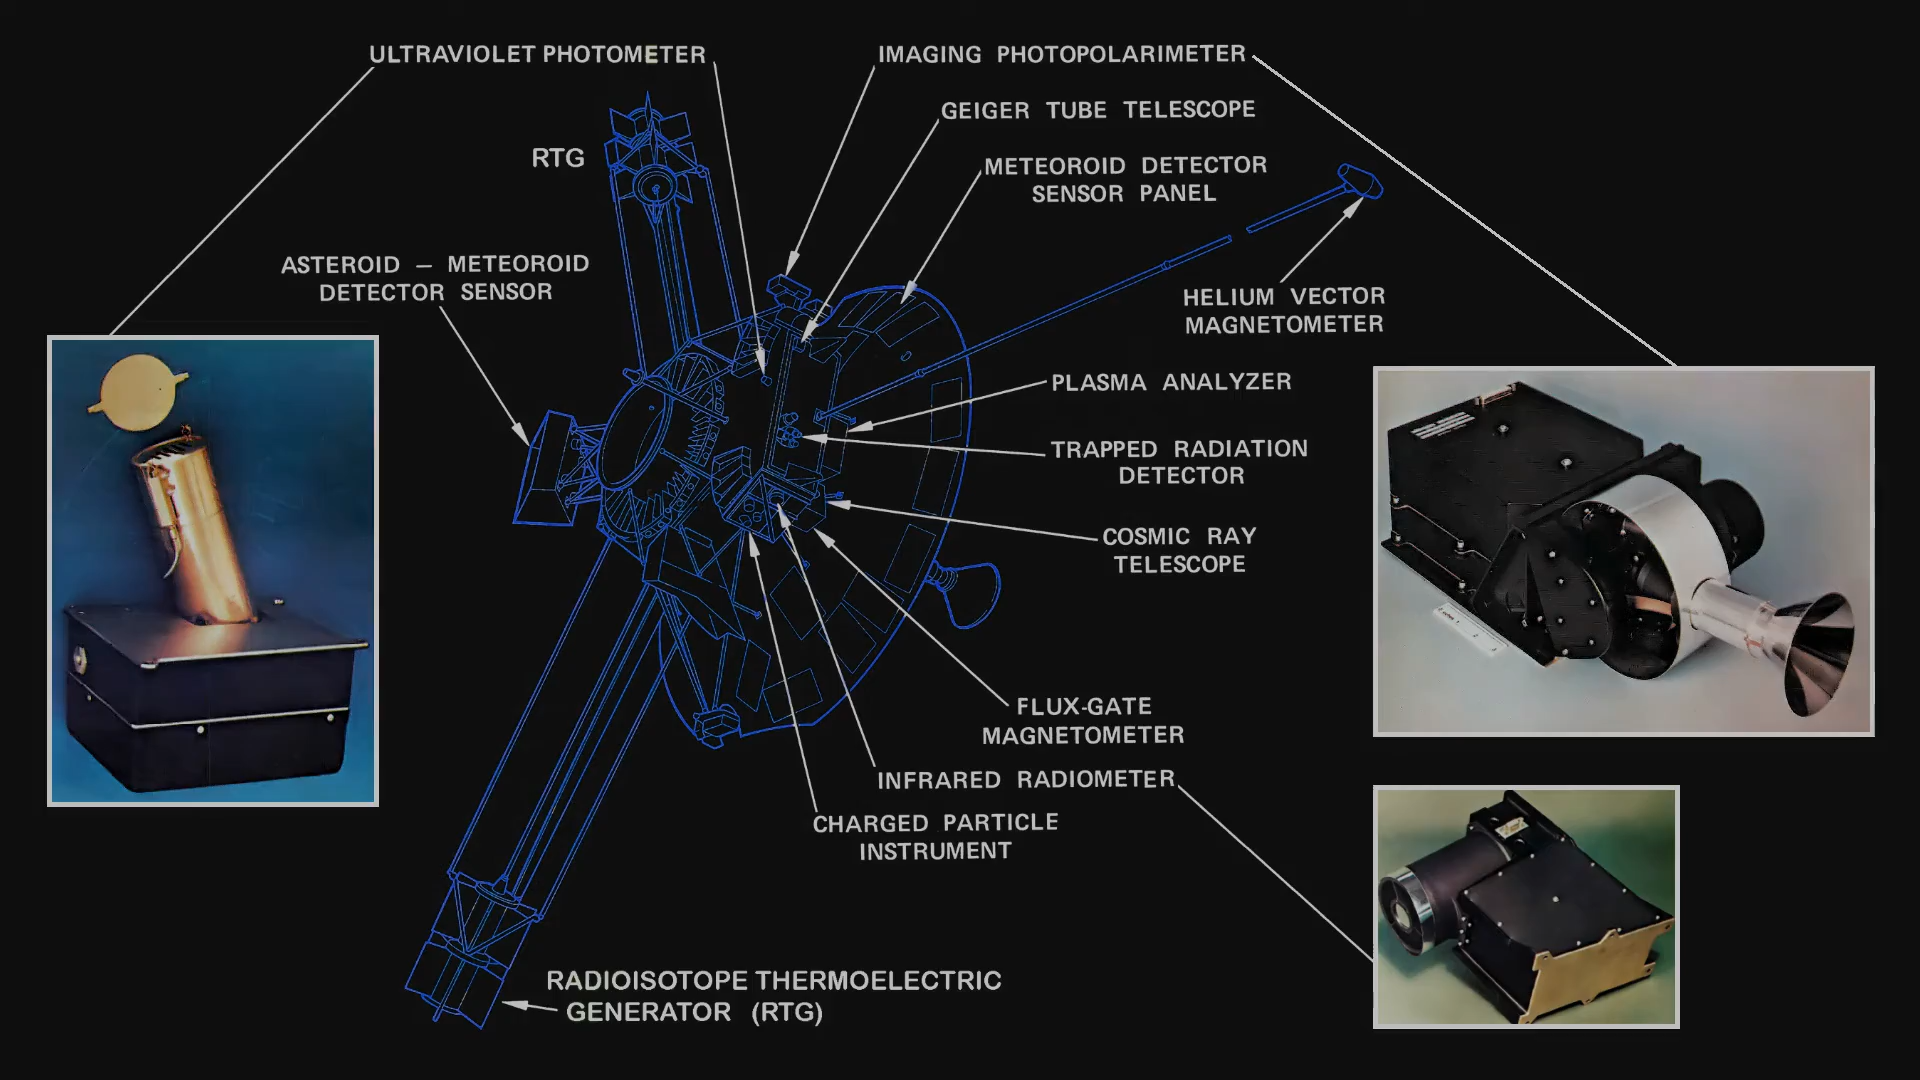 ULTRAVIOLET PHOTOMETER
IMAGING PHOTOPOLARIMETER
GEIGER TUBE TELESCOPE
RTG
METEOROID DETECTOR
SENSOR PANEL
ASTEROID – METEOROID
DETECTOR SENSOR
HELIUM VECTOR
MAGNETOMETER
PLASMA ANALYZER
TRAPPED RADIATION
DETECTOR
COSMIC RAY
TELESCOPE
FLUX-GATE
MAGNETOMETER
INFRARED RADIOMETER
CHARGED PARTICLE
INSTRUMENT
RADIOISOTOPE THERMOELECTRIC
GENERATOR (RTG)